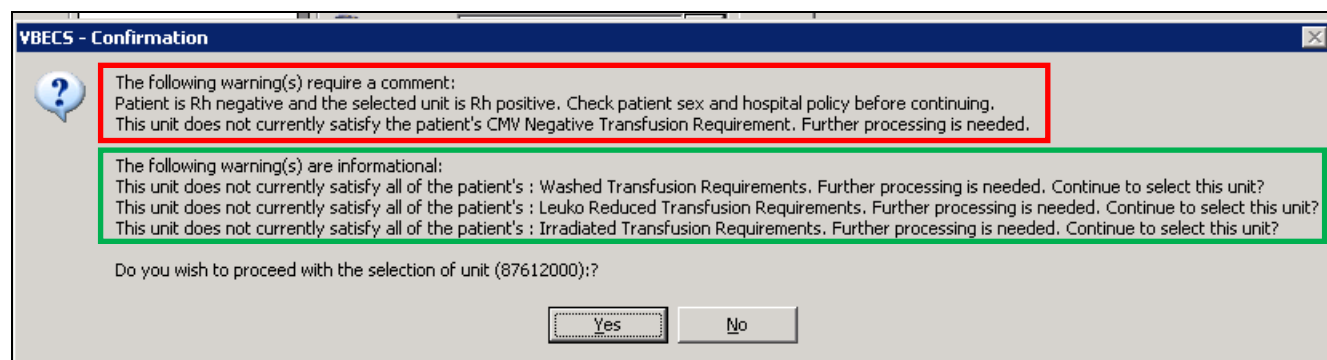 VBECS - Confirmation
The following warning(s) require a comment:
Patient is Rh negative and the selected unit is Rh positive. Check patient sex and hospital policy before continuing.
This unit does not currently satisfy the patient's CMV Negative Transfusion Requirement. Further processing is needed.
The following warning(s) are informational:
This unit does not currently satisfy all of the patient's : Washed Transfusion Requirements. Further processing is needed. Continue to select this unit?
This unit does not currently satisfy all of the patient's : Leuko Reduced Transfusion Requirements. Further processing is needed. Continue to select this unit?
This unit does not currently satisfy all of the patient's : Irradiated Transfusion Requirements. Further processing is needed. Continue to select this unit?
Do you wish to proceed with the selection of unit (87612000):?
Yes No